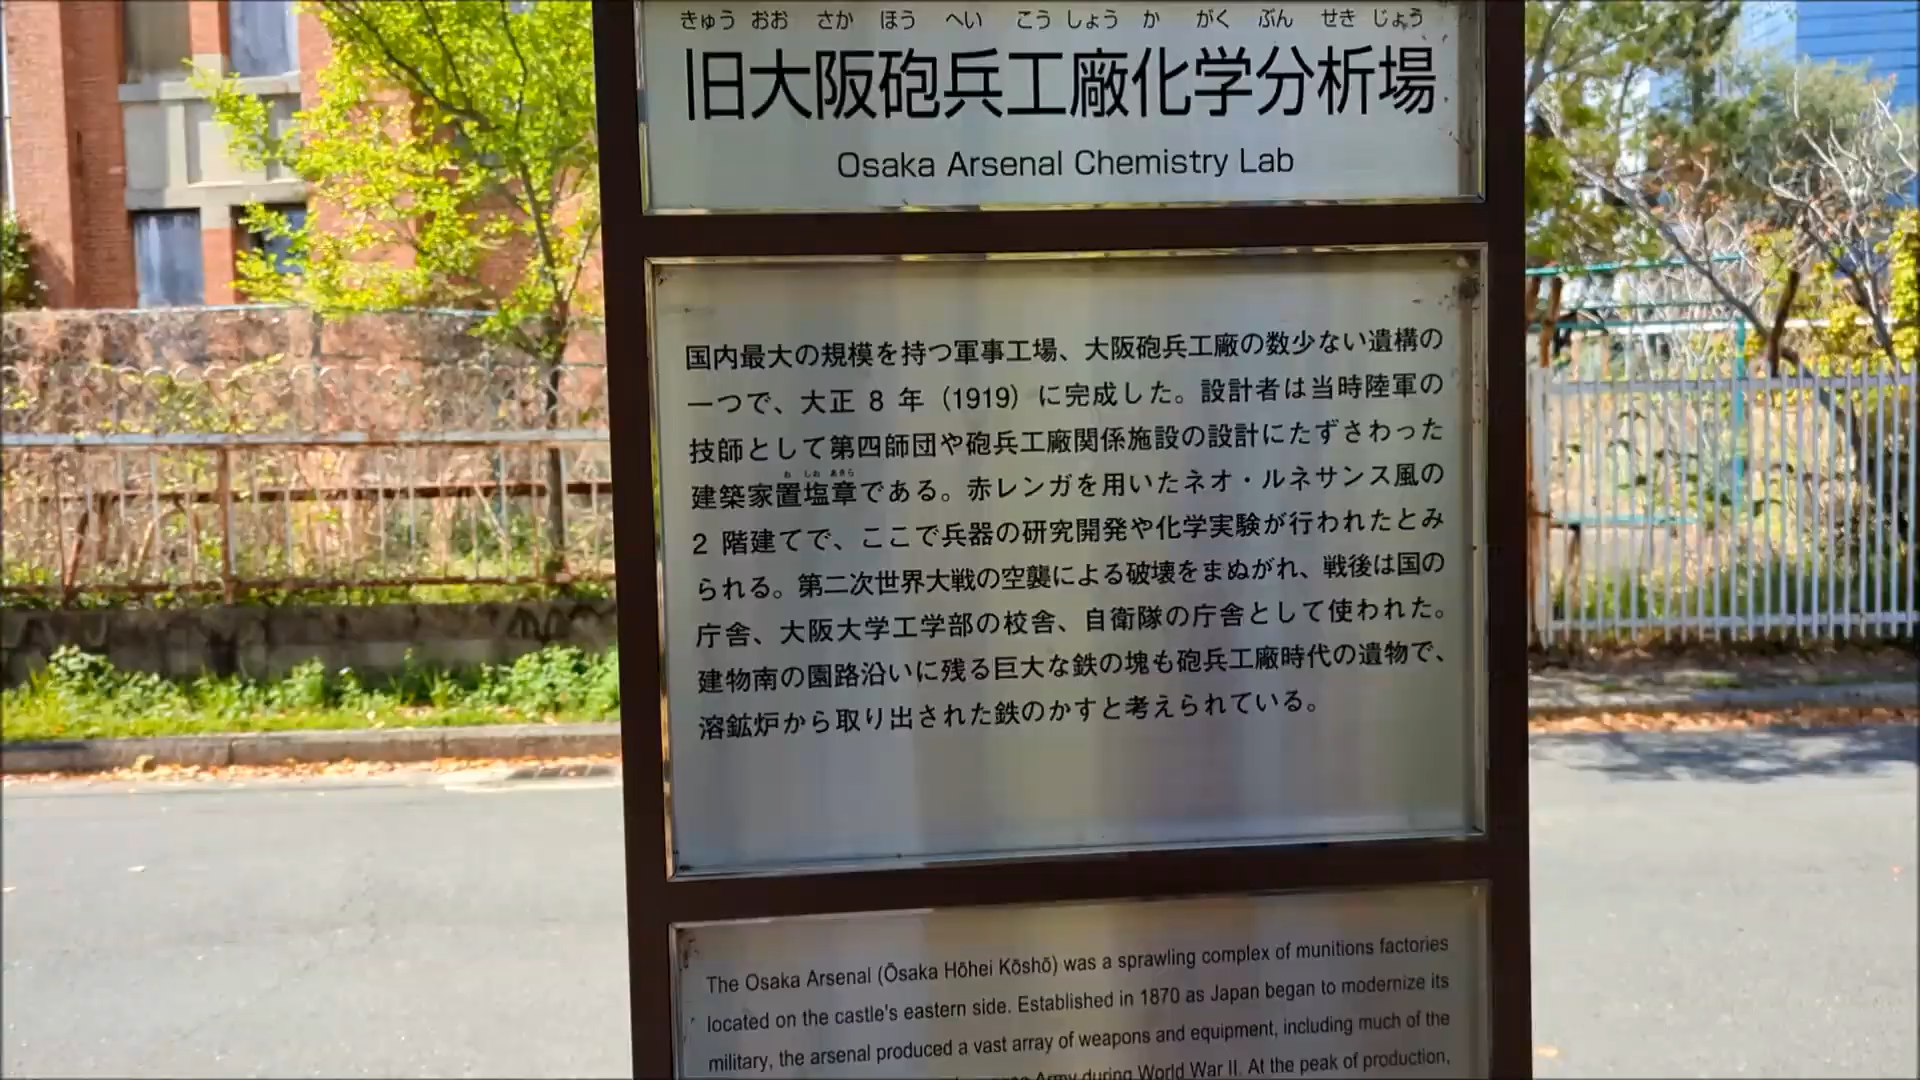 きゅう おお さか ほう へい こう しょう か がく ぶん せき じょう
旧大阪砲兵工廠化学分析場
Osaka Arsenal Chemistry Lab
国内最大の規模を持つ軍事工場、大阪砲兵工廠の数少ない遺構の
一つで、大正 8 年（1919）に完成した。設計者は当時陸軍の
技師として第四師団や砲兵工廠関係施設の設計にたずさわった
お しお あきら
建築家置塩章である。赤レンガを用いたネオ・ルネサンス風の
2 階建てで、ここで兵器の研究開発や化学実験が行われたとみ
られる。第二次世界大戦の空襲による破壊をまぬがれ、戦後は国の
庁舎、大阪大学工学部の校舎、自衛隊の庁舎として使われた。
建物南の園路沿いに残る巨大な鉄の塊も砲兵工廠時代の遺物で、
溶鉱炉から取り出された鉄のかすと考えられている。
The Osaka Arsenal (Ōsaka Hōhei Kōshō) was a sprawling complex of munitions factories
located on the castle's eastern side. Established in 1870 as Japan began to modernize its
military, the arsenal produced a vast array of weapons and equipment, including much of the
Army during World War II. At the peak of production,